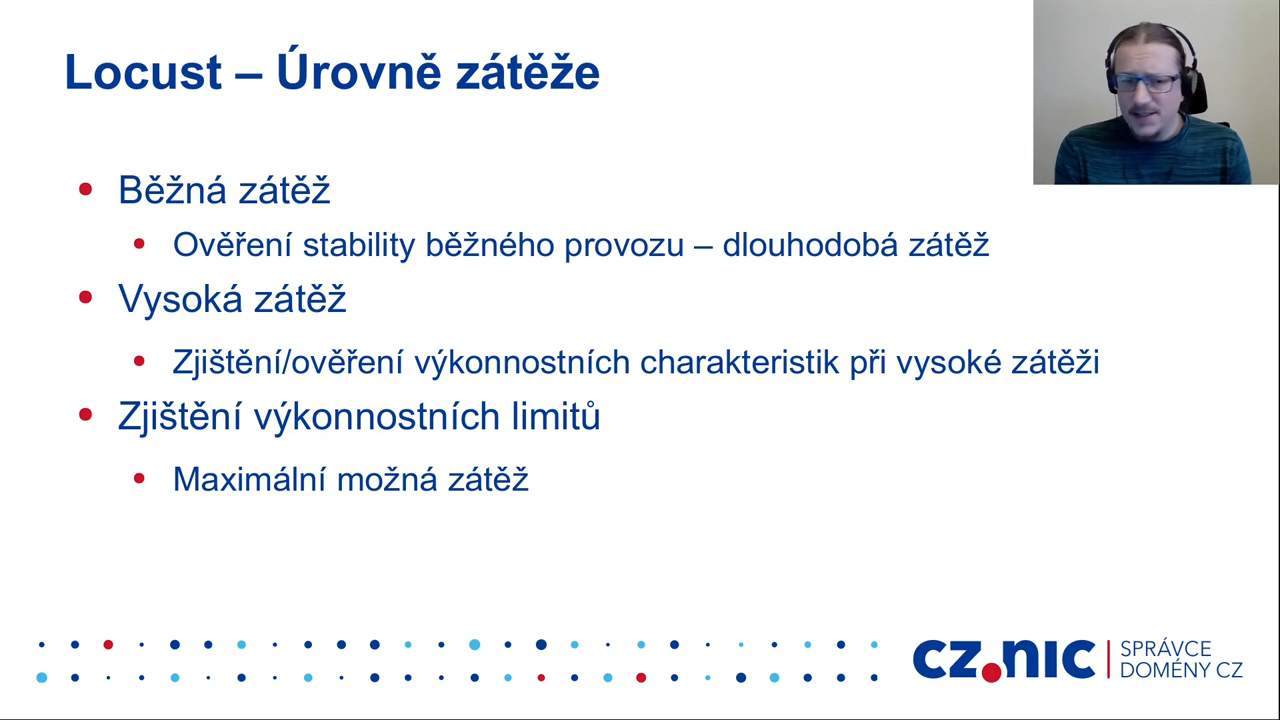 Locust – Úrovně zátěže
Běžná zátěž
Ověření stability běžného provozu – dlouhodobá zátěž
Vysoká zátěž
Zjištění/ověření výkonnostních charakteristik při vysoké zátěži
Zjištění výkonnostních limitů
Maximální možná zátěž
CZ.NIC
SPRÁVCE
DOMÉNY CZ